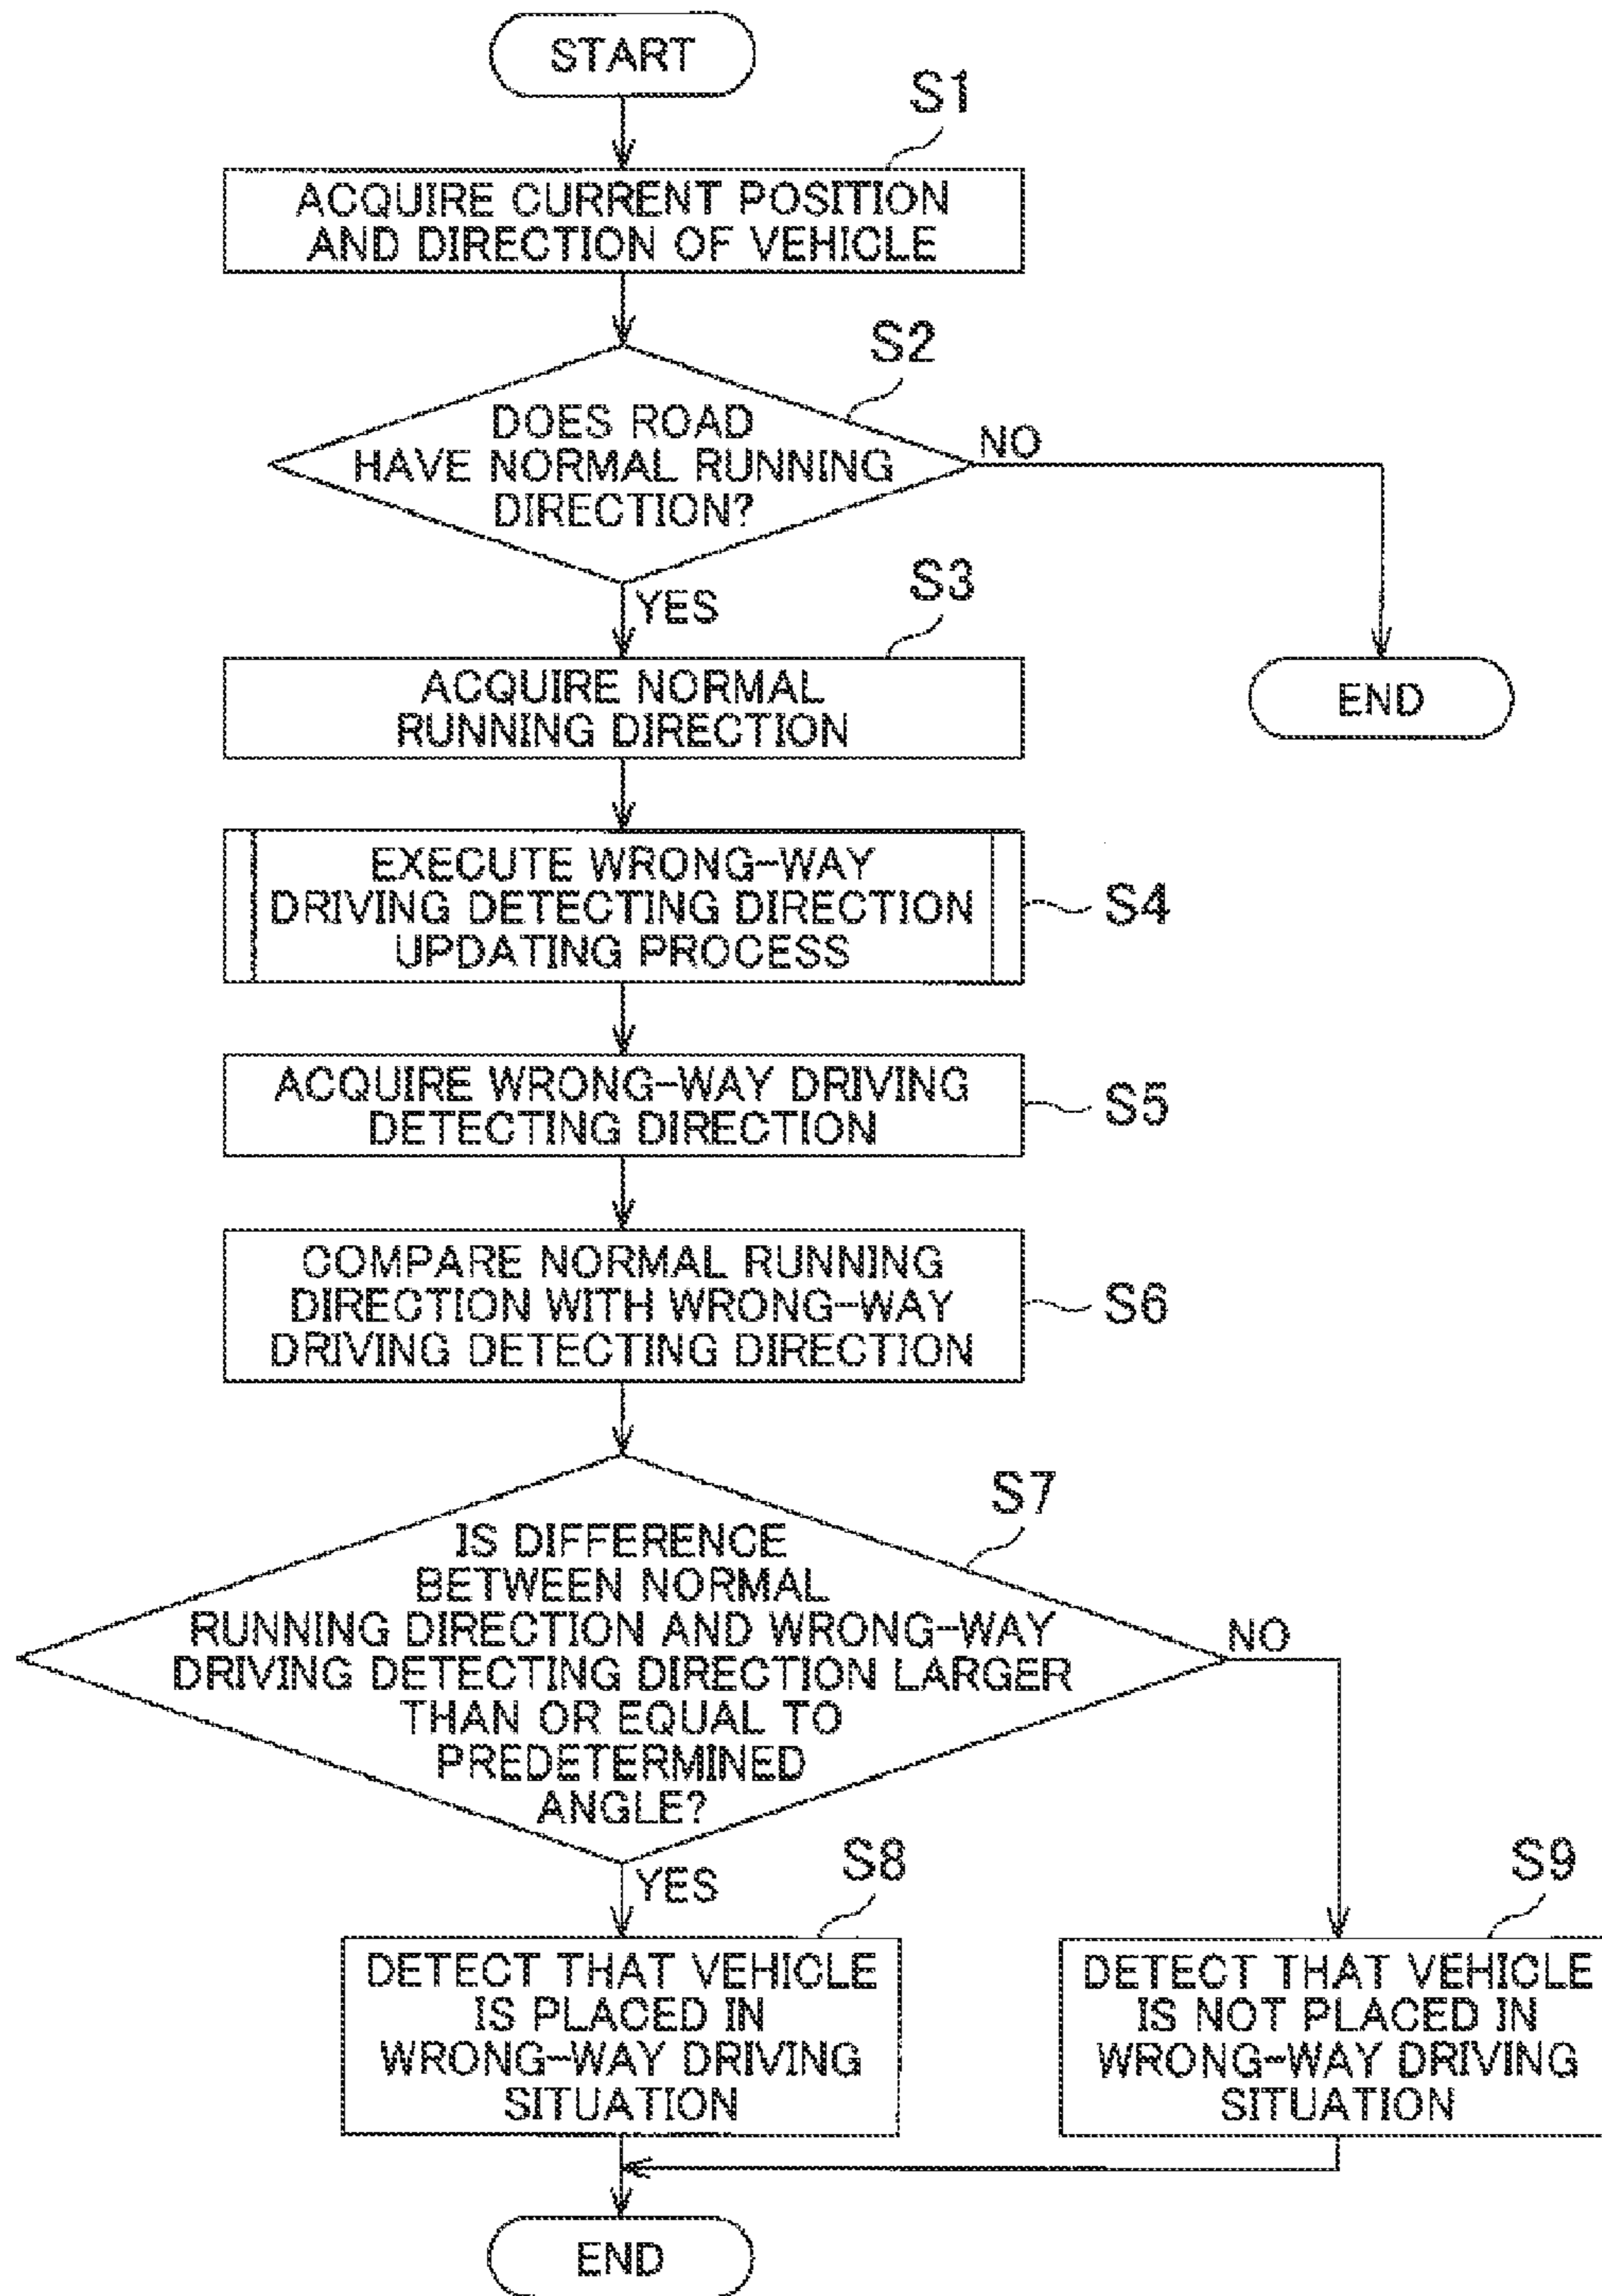 START
S1
ACQUIRE CURRENT POSITION
AND DIRECTION OF VEHICLE
S2
DOES ROAD
HAVE NORMAL RUNNING
DIRECTION?
NO
YES
S3
ACQUIRE NORMAL
RUNNING DIRECTION
END
EXECUTE WRONG-WAY
DRIVING DETECTING DIRECTION
UPDATING PROCESS
S4
ACQUIRE WRONG-WAY DRIVING
DETECTING DIRECTION
S5
COMPARE NORMAL RUNNING
DIRECTION WITH WRONG-WAY
DRIVING DETECTING DIRECTION
S6
S7
IS DIFFERENCE
BETWEEN NORMAL
RUNNING DIRECTION AND WRONG-WAY
DRIVING DETECTING DIRECTION LARGER
THAN OR EQUAL TO
PREDETERMINED
ANGLE?
NO
YES
S8
DETECT THAT VEHICLE
IS PLACED IN
WRONG-WAY DRIVING
SITUATION
S9
DETECT THAT VEHICLE
IS NOT PLACED IN
WRONG-WAY DRIVING
SITUATION
END